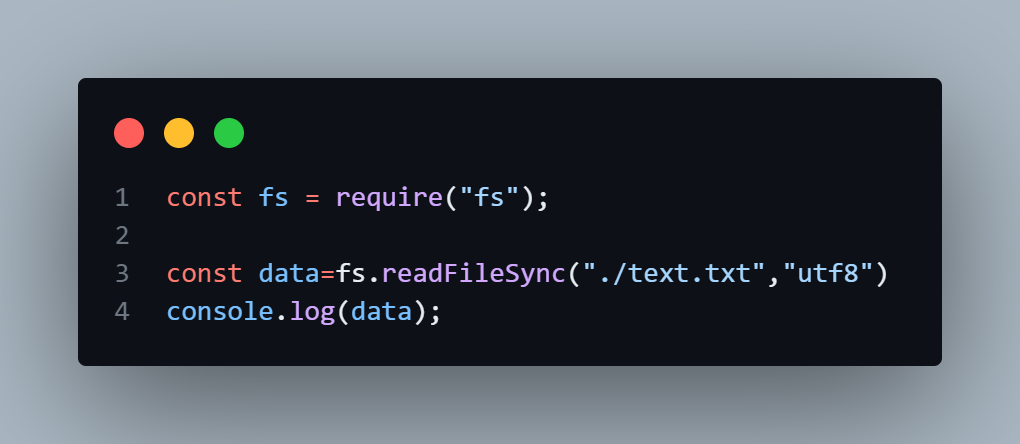 1 const fs = require("fs");
2
3 const data=fs.readFileSync("./text.txt","utf8")
4 console.log(data);